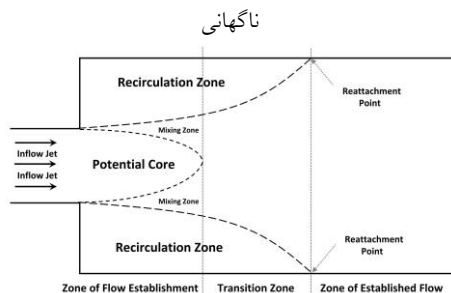 ناگهانی
Recirculation Zone
Reattachment
Point
Mixing Zone
Inflow Jet
Potential Core
Inflow Jet
Mixing Zone
Recirculation Zone
Reattachment
Point
Zone of Flow Establishment
Transition Zone
Zone of Established Flow